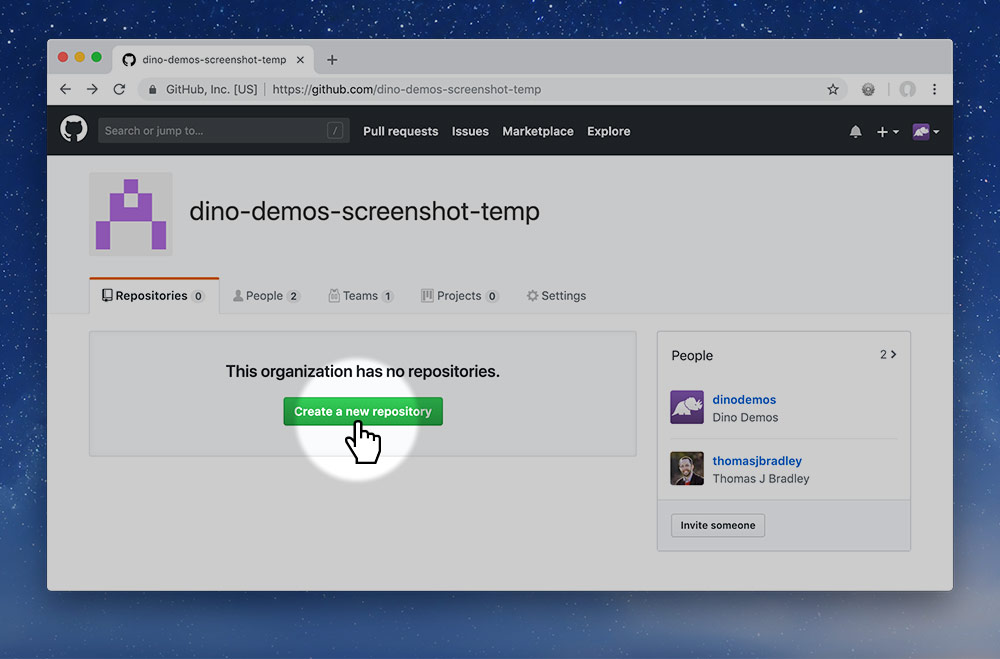 dino-demos-screenshot-temp
GitHub, Inc. [US] https://github.com/dino-demos-screenshot-temp
Search or jump to... / Pull requests Issues Marketplace Explore
dino-demos-screenshot-temp
Repositories 0 People 2 Teams 1 Projects 0 Settings
This organization has no repositories.
Create a new repository
People 2
dinodemos
Dino Demos
thomasjbradley
Thomas J Bradley
Invite someone